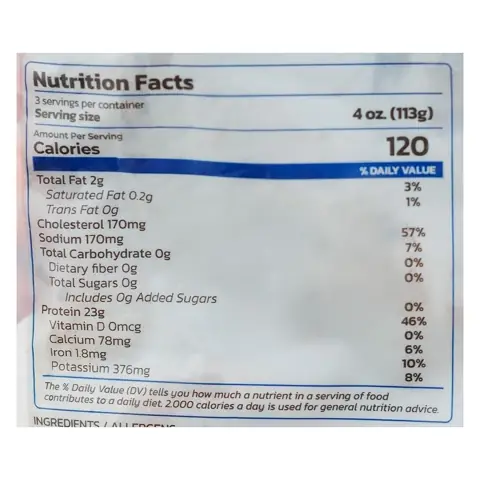 Nutrition Facts
3 servings per container
Serving size 4 oz. (113g)
Amount Per Serving
Calories 120
% DAILY VALUE
Total Fat 2g 3%
Saturated Fat 0.2g 1%
Trans Fat 0g
Cholesterol 170mg 57%
Sodium 170mg 7%
Total Carbohydrate 0g 0%
Dietary fiber 0g 0%
Total Sugars 0g
Includes 0g Added Sugars 0%
Protein 23g 46%
Vitamin D 0mcg 0%
Calcium 78mg 6%
Iron 1.8mg 10%
Potassium 376mg 8%
The % Daily Value (DV) tells you how much a nutrient in a serving of food
contributes to a daily diet. 2,000 calories a day is used for general nutrition advice.
INGREDIENTS / ALLERGENS